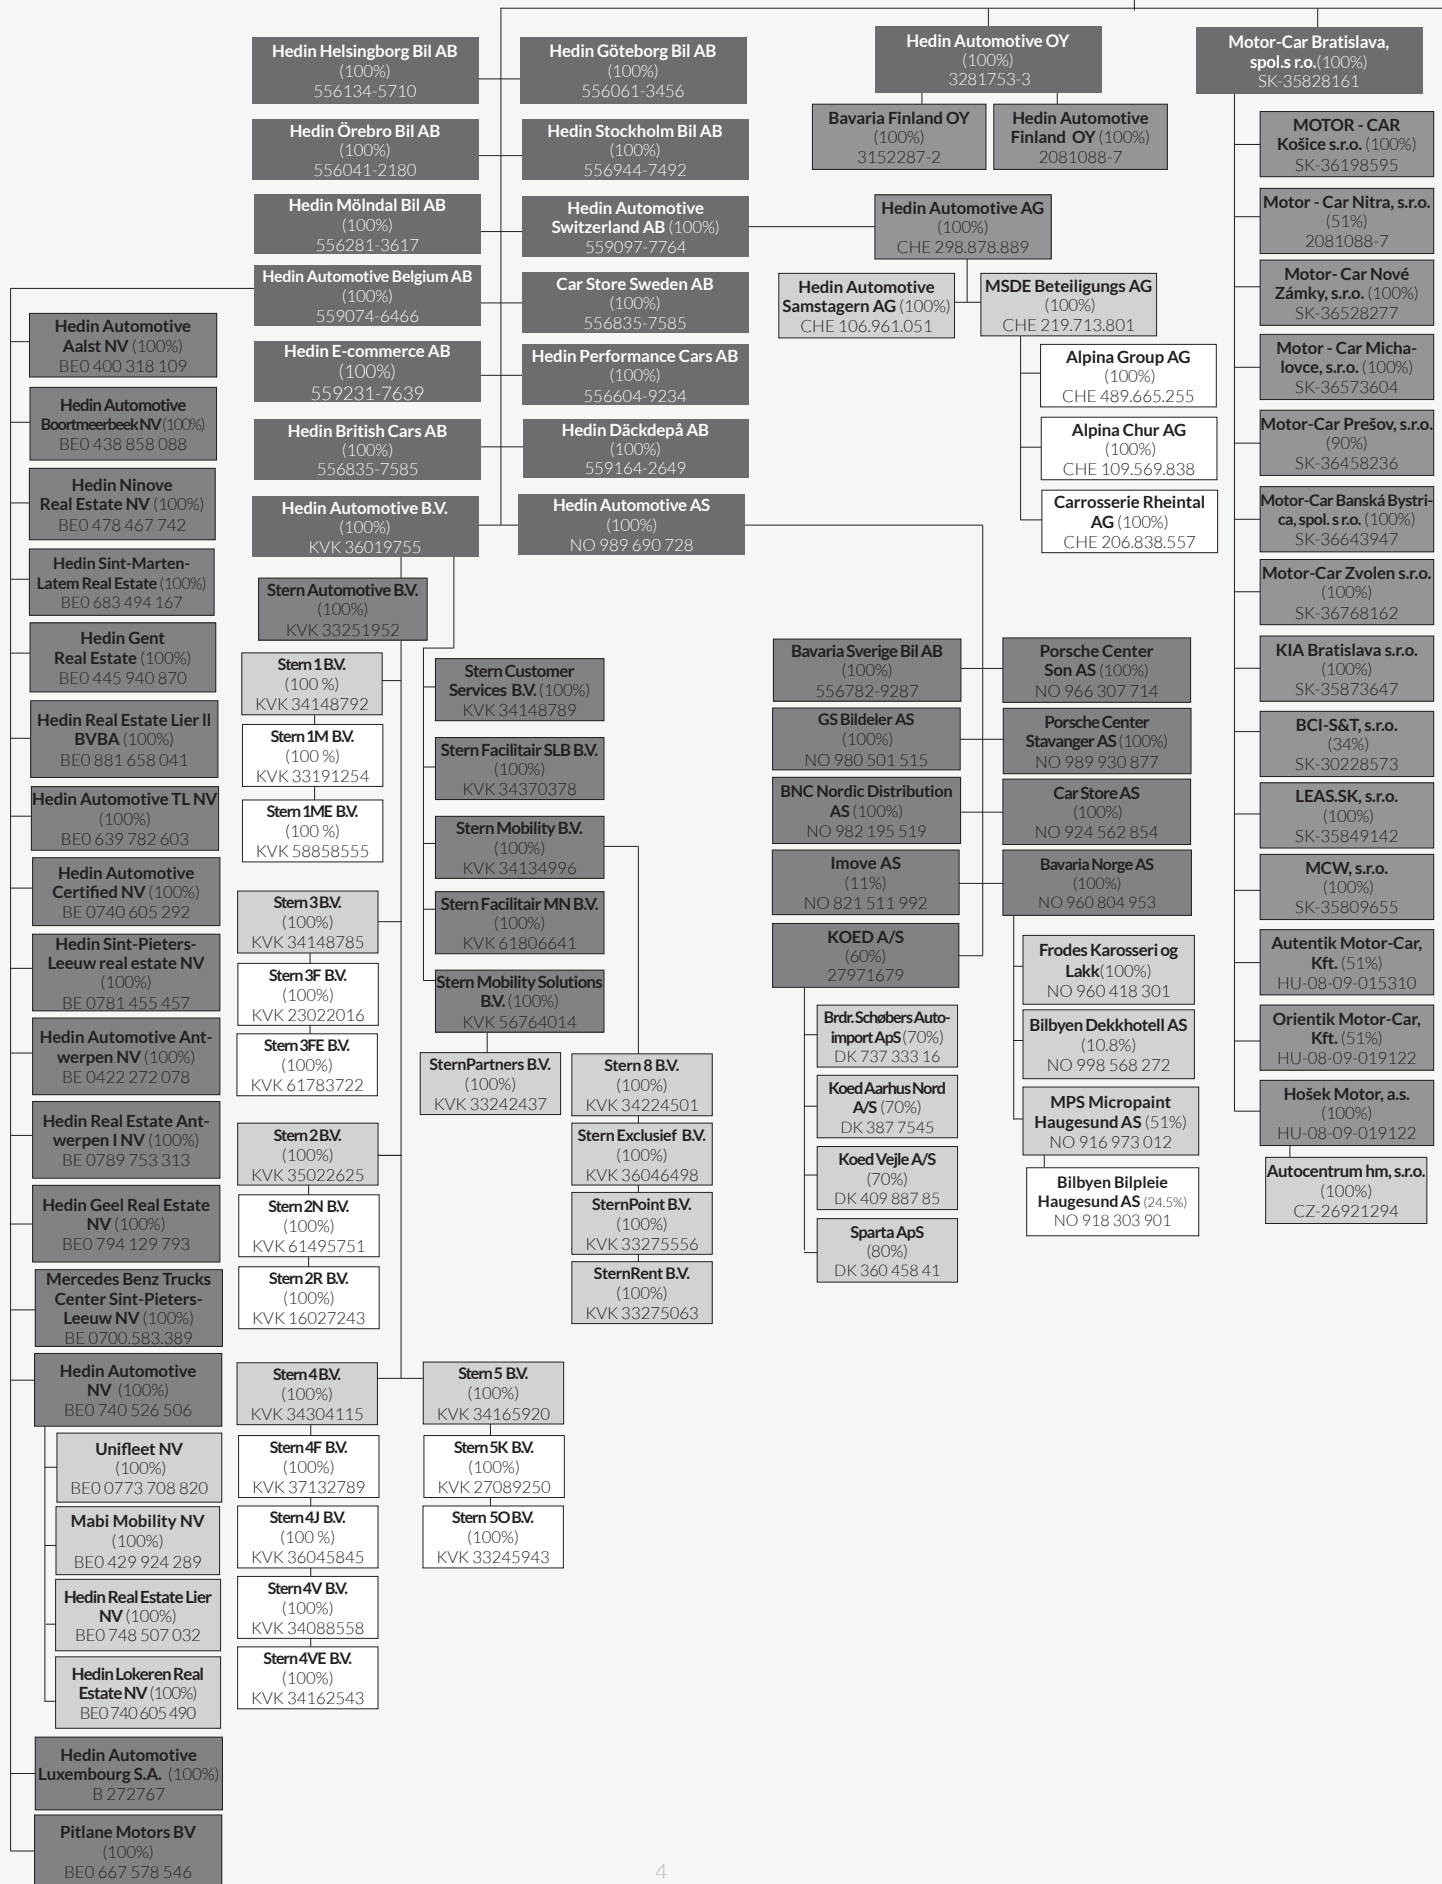 Hedin Helsingborg Bil AB
(100%)
556134-5710
Hedin Göteborg Bil AB
(100%)
556061-3456
Hedin Örebro Bil AB
(100%)
556041-2180
Hedin Stockholm Bil AB
(100%)
556944-7492
Hedin Mölndal Bil AB
(100%)
556281-3617
Hedin Automotive
Switzerland AB (100%)
559097-7764
Hedin Automotive Belgium AB
(100%)
559074-6466
Car Store Sweden AB
(100%)
556835-7585
Hedin E-commerce AB
(100%)
559231-7639
Hedin Performance Cars AB
(100%)
556604-9234
Hedin British Cars AB
(100%)
556835-7585
Hedin Däckdepå AB
(100%)
559164-2649
Hedin Automotive B.V.
(100%)
KVK 36019755
Hedin Automotive AS
(100%)
NO 989 690 728
Hedin Automotive OY
(100%)
3281753-3
Bavaria Finland OY
(100%)
3152287-2
Hedin Automotive
Finland OY (100%)
2081088-7
Hedin Automotive AG
(100%)
CHE 298.878.889
Hedin Automotive
Samstagern AG (100%)
CHE 106.961.051
MSDE Beteiligungs AG
(100%)
CHE 219.713.801
Alpina Group AG
(100%)
CHE 489.665.255
Alpina Chur AG
(100%)
CHE 109.569.838
Carrosserie Rheintal
AG (100%)
CHE 206.838.557
Motor-Car Bratislava,
spol.s r.o.(100%)
SK-35828161
MOTOR - CAR
Košice s.r.o. (100%)
SK-36198595
Motor - Car Nitra, s.r.o.
(51%)
2081088-7
Motor- Car Nové
Zámky, s.r.o. (100%)
SK-36528277
Motor - Car Micha-
lovce, s.r.o. (100%)
SK-36573604
Motor-Car Prešov, s.r.o.
(90%)
SK-36458236
Motor-Car Banská Bystri-
ca, spol. s r.o. (100%)
SK-36643947
Motor-Car Zvolen s.r.o.
(100%)
SK-36768162
KIA Bratislava s.r.o.
(100%)
SK-35873647
BCI-S&T, s.r.o.
(34%)
SK-30228573
LEAS.SK, s.r.o.
(100%)
SK-35849142
MCW, s.r.o.
(100%)
SK-35809655
Autentik Motor-Car,
Kft. (51%)
HU-08-09-015310
Orientik Motor-Car,
Kft. (51%)
HU-08-09-019122
Hošek Motor, a.s.
(100%)
HU-08-09-019122
Autocentrum hm, s.r.o.
(100%)
CZ-26921294
Hedin Automotive
Aalst NV (100%)
BE0 400 318 109
Hedin Automotive
Boortmeerbeek NV (100%)
BE0 438 858 088
Hedin Ninove
Real Estate NV (100%)
BE0 478 467 742
Hedin Sint-Marten-
Latem Real Estate (100%)
BE0 683 494 167
Hedin Gent
Real Estate (100%)
BE0 445 940 870
Hedin Real Estate Lier II
BVBA (100%)
BE0 881 658 041
Hedin Automotive TL NV
(100%)
BE0 639 782 603
Hedin Automotive
Certified NV (100%)
BE 0740 605 292
Hedin Sint-Pieters-
Leeuw real estate NV
(100%)
BE 0781 455 457
Hedin Automotive Ant-
werpen NV (100%)
BE 0422 272 078
Hedin Real Estate Ant-
werpen I NV (100%)
BE 0789 753 313
Hedin Geel Real Estate
NV (100%)
BE0 794 129 793
Mercedes Benz Trucks
Center Sint-Pieters-
Leeuw NV (100%)
BE 0700.583.389
Hedin Automotive
NV (100%)
BE0 740 526 506
Unifleet NV
(100%)
BE0 0773 708 820
Mabi Mobility NV
(100%)
BE0 429 924 289
Hedin Real Estate Lier
NV (100%)
BE0 748 507 032
Hedin Lokeren Real
Estate NV (100%)
BE0 740 605 490
Hedin Automotive
Luxembourg S.A. (100%)
B 272767
Pitlane Motors BV
(100%)
BE0 667 578 546
Stern Automotive B.V.
(100%)
KVK 33251952
Stern 1 B.V.
(100 %)
KVK 34148792
Stern 1M B.V.
(100 %)
KVK 33191254
Stern 1ME B.V.
(100 %)
KVK 58858555
Stern 3 B.V.
(100%)
KVK 34148785
Stern 3F B.V.
(100%)
KVK 23022016
Stern 3FE B.V.
(100%)
KVK 61783722
Stern 2 B.V.
(100%)
KVK 35022625
Stern 2N B.V.
(100%)
KVK 61495751
Stern 2R B.V.
(100%)
KVK 16027243
Stern 4 B.V.
(100%)
KVK 34304115
Stern 4F B.V.
(100%)
KVK 37132789
Stern 4J B.V.
(100 %)
KVK 36045845
Stern 4V B.V.
(100%)
KVK 34088558
Stern 4VE B.V.
(100%)
KVK 34162543
Stern 5 B.V.
(100%)
KVK 34165920
Stern 5K B.V.
(100%)
KVK 27089250
Stern 5O B.V.
(100%)
KVK 33245943
Stern Customer
Services B.V. (100%)
KVK 34148789
Stern Facilitair SLB B.V.
(100%)
KVK 34370378
Stern Mobility B.V.
(100%)
KVK 34134996
Stern Facilitair MN B.V.
(100%)
KVK 61806641
Stern Mobility Solutions
B.V. (100%)
KVK 56764014
SternPartners B.V.
(100%)
KVK 33242437
Stern 8 B.V.
(100%)
KVK 34224501
Stern Exclusief B.V.
(100%)
KVK 36046498
SternPoint B.V.
(100%)
KVK 33275556
SternRent B.V.
(100%)
KVK 33275063
Bavaria Sverige Bil AB
(100%)
556782-9287
GS Bildeler AS
(100%)
NO 980 501 515
BNC Nordic Distribution
AS (100%)
NO 982 195 519
Imove AS
(11%)
NO 821 511 992
KOED A/S
(60%)
27971679
Brdr. Schøbers Auto-
import ApS (70%)
DK 737 333 16
Koed Aarhus Nord
A/S (70%)
DK 387 7545
Koed Vejle A/S
(70%)
DK 409 887 85
Sparta ApS
(80%)
DK 360 458 41
Porsche Center
Son AS (100%)
NO 966 307 714
Porsche Center
Stavanger AS (100%)
NO 989 930 877
Car Store AS
(100%)
NO 924 562 854
Bavaria Norge AS
(100%)
NO 960 804 953
Frodes Karosseri og
Lakk(100%)
NO 960 418 301
Bilbyen Dekkhotell AS
(10.8%)
NO 998 568 272
MPS Micropaint
Haugesund AS (51%)
NO 916 973 012
Bilbyen Bilpleie
Haugesund AS (24.5%)
NO 918 303 901
4